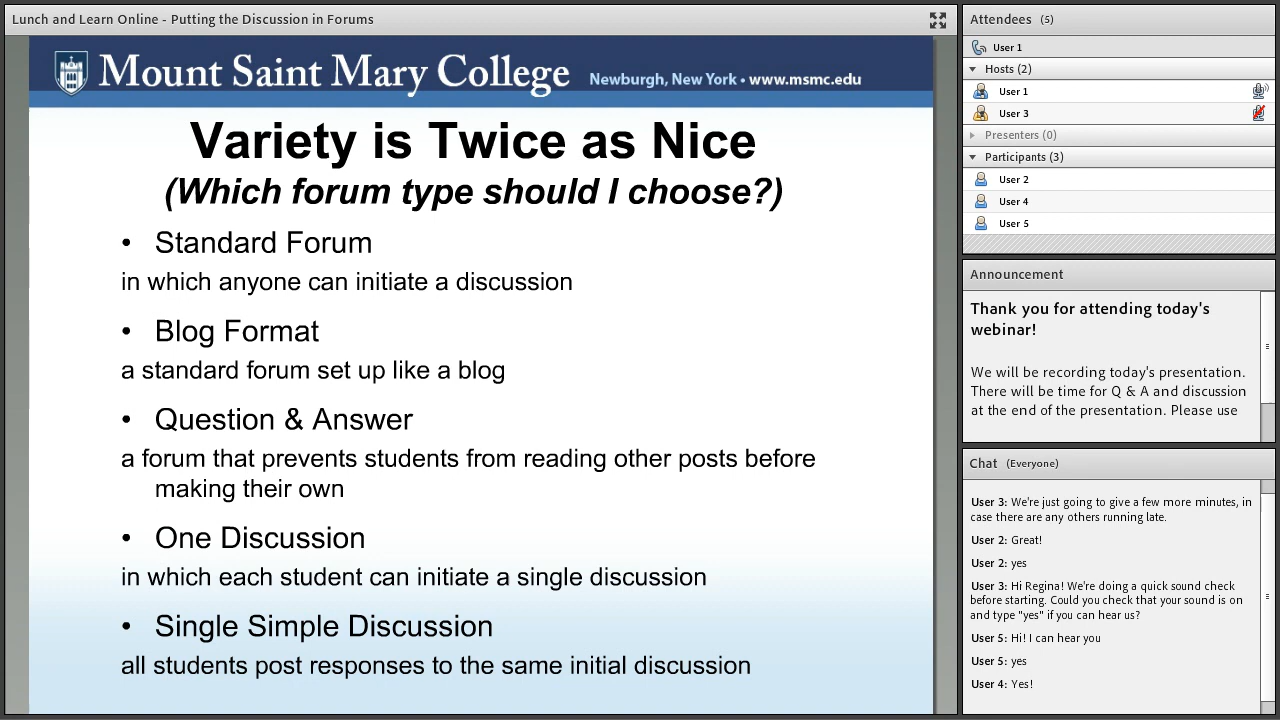 Lunch and Learn Online - Putting the Discussion in Forums
Mount Saint Mary College Newburgh, New York • www.msmc.edu
Variety is Twice as Nice
(Which forum type should I choose?)
• Standard Forum
in which anyone can initiate a discussion
• Blog Format
a standard forum set up like a blog
• Question & Answer
a forum that prevents students from reading other posts before
making their own
• One Discussion
in which each student can initiate a single discussion
• Single Simple Discussion
all students post responses to the same initial discussion
Attendees (5)
User 1
Hosts (2)
User 1
User 3
Presenters (0)
Participants (3)
User 2
User 4
User 5
Announcement
Thank you for attending today's
webinar!
We will be recording today's presentation.
There will be time for Q & A and discussion
at the end of the presentation. Please use
Chat (Everyone)
User 3: We're just going to give a few more minutes, in
case there are any others running late.
User 2: Great!
User 2: yes
User 3: Hi Regina! We're doing a quick sound check
before starting. Could you check that your sound is on
and type "yes" if you can hear us?
User 5: Hi! I can hear you
User 5: yes
User 4: Yes!